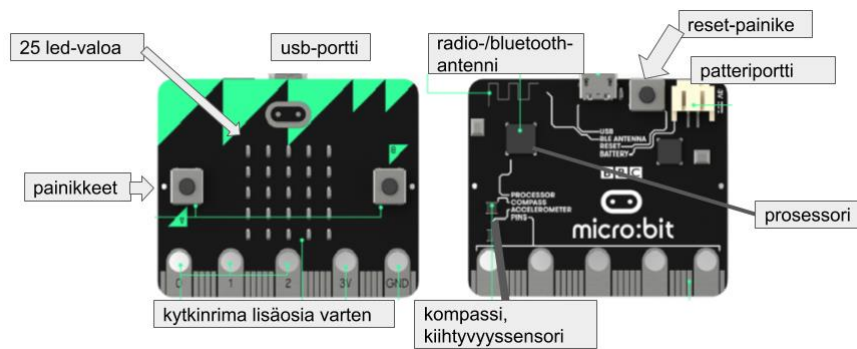 25 led-valoa
usb-portti
radio-/bluetooth-
antenni
reset-painike
patteriportti
painikkeet
prosessori
kytkinrima lisäosia varten
kompassi,
kiihtyvyyssensori
A
B
0
1
2
3V
GND
USB
BLE ANTENNA
RESET
BATTERY
BBC
PROCESSOR
COMPASS
ACCELEROMETER
PINS
micro:bit